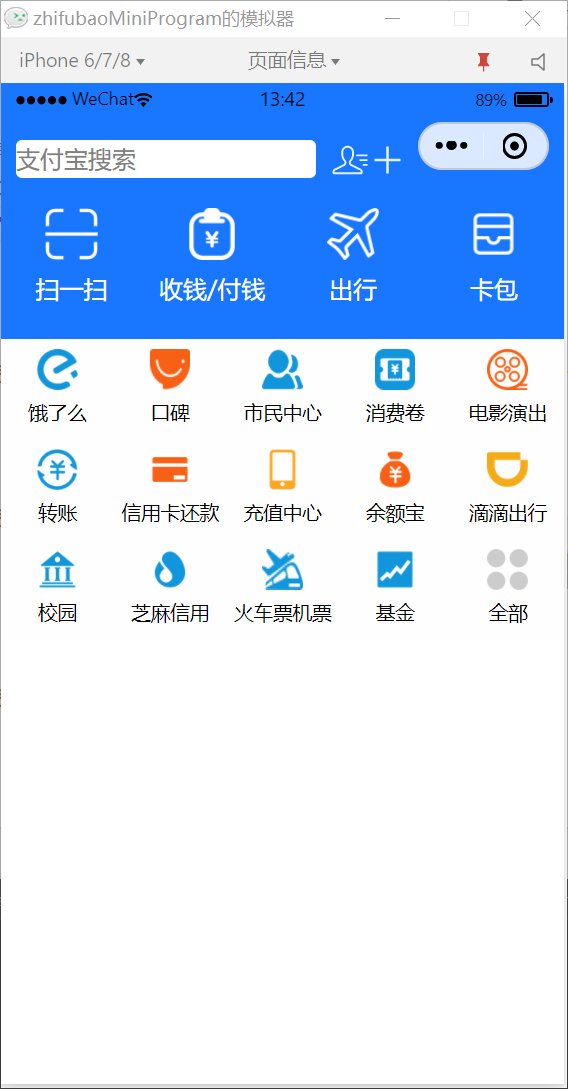 zhifubaoMiniProgram的模拟器
iPhone 6/7/8 页面信息
WeChat 13:42 89%
支付宝搜索
扫一扫 收钱/付钱 出行 卡包
饿了么 口碑 市民中心 消费卷 电影演出
转账 信用卡还款 充值中心 余额宝 滴滴出行
校园 芝麻信用 火车票机票 基金 全部